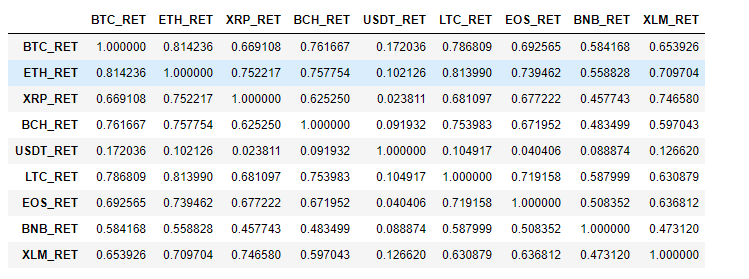 BTC_RET ETH_RET XRP_RET BCH_RET USDT_RET LTC_RET EOS_RET BNB_RET XLM_RET
BTC_RET 1.000000 0.814236 0.669108 0.761667 0.172036 0.786809 0.692565 0.584168 0.653926
ETH_RET 0.814236 1.000000 0.752217 0.757754 0.102126 0.813990 0.739462 0.558828 0.709704
XRP_RET 0.669108 0.752217 1.000000 0.625250 0.023811 0.681097 0.677222 0.457743 0.746580
BCH_RET 0.761667 0.757754 0.625250 1.000000 0.091932 0.753983 0.671952 0.483499 0.597043
USDT_RET 0.172036 0.102126 0.023811 0.091932 1.000000 0.104917 0.040406 0.088874 0.126620
LTC_RET 0.786809 0.813990 0.681097 0.753983 0.104917 1.000000 0.719158 0.587999 0.630879
EOS_RET 0.692565 0.739462 0.677222 0.671952 0.040406 0.719158 1.000000 0.508352 0.636812
BNB_RET 0.584168 0.558828 0.457743 0.483499 0.088874 0.587999 0.508352 1.000000 0.473120
XLM_RET 0.653926 0.709704 0.746580 0.597043 0.126620 0.630879 0.636812 0.473120 1.000000